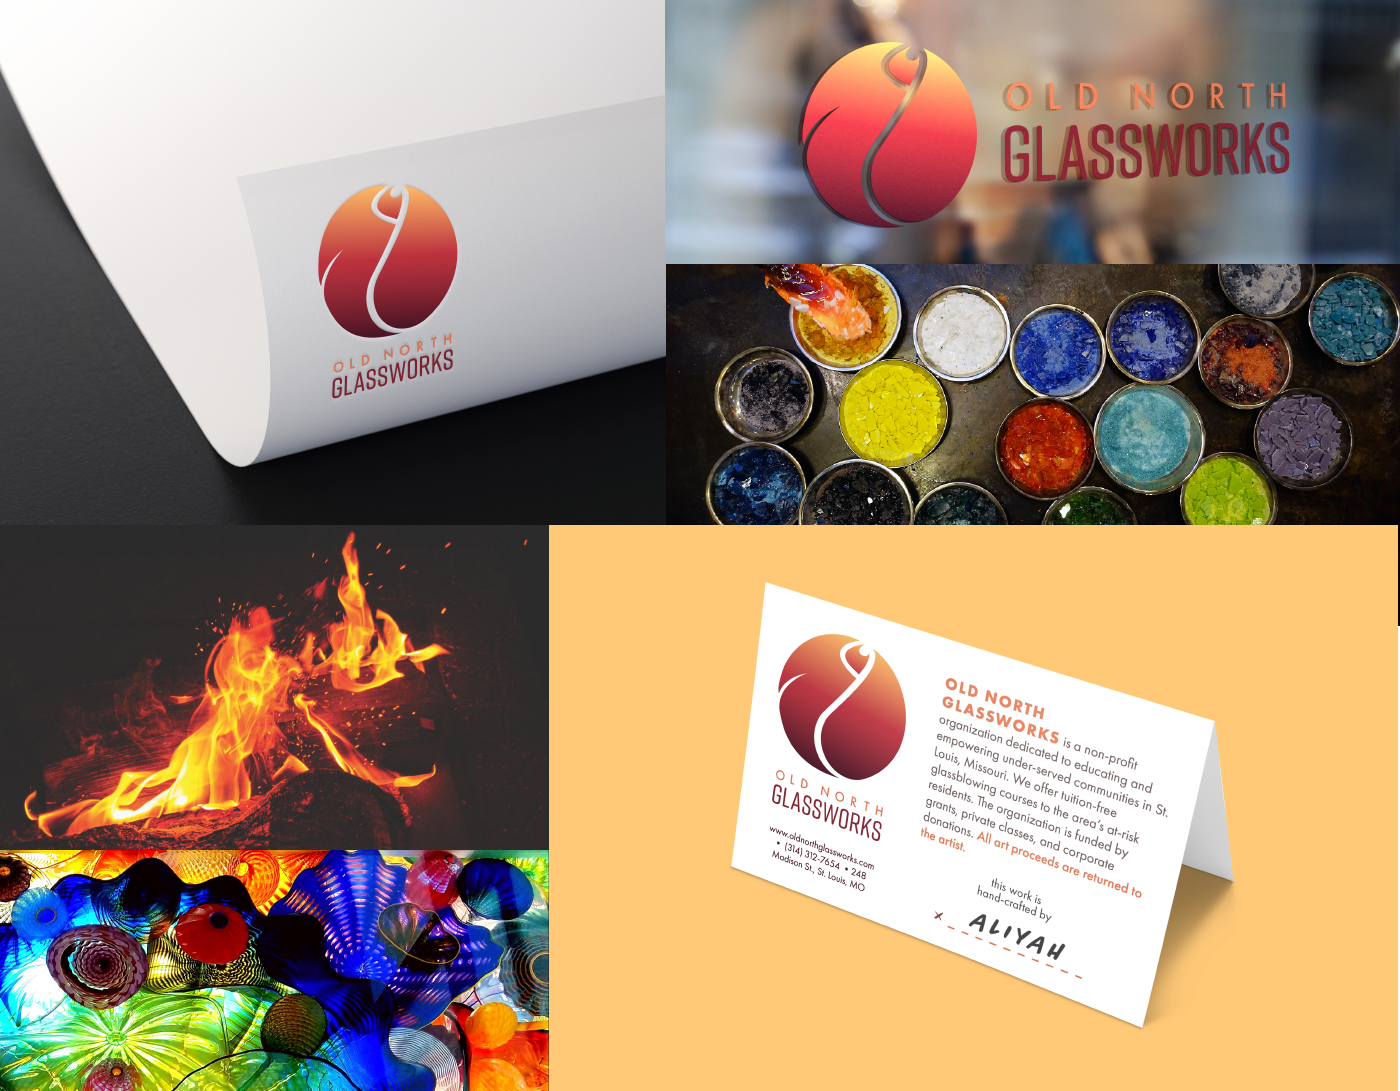 OLD NORTH
GLASSWORKS
OLD NORTH
GLASSWORKS
OLD NORTH
GLASSWORKS
www.oldnorthglassworks.com
• (314) 312-7654 • 248
Madison St., St. Louis, MO
OLD NORTH
GLASSWORKS is a non-profit
organization dedicated to educating and
empowering under-served communities in St.
Louis, Missouri. We offer tuition-free
glassblowing courses to the area's at-risk
residents. The organization is funded by
grants, private classes, and corporate
donations. All art proceeds are returned to
the artist.
this work is
hand-crafted by
x ALIYAH